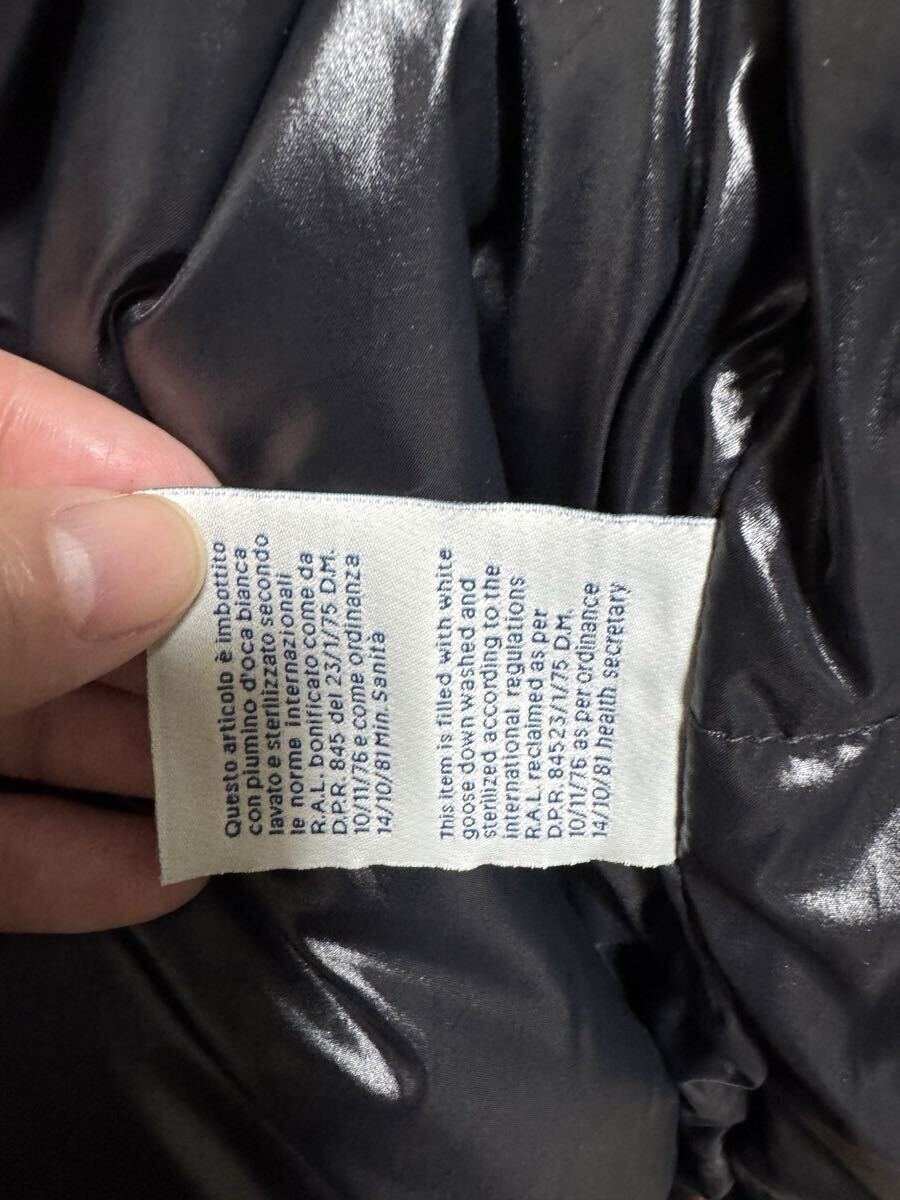 Questo articolo è imbottito
con piumino d'oca bianca
lavato e sterilizzato secondo
le norme internazionali
R.A.L. bonificato come da
D.P.R. 845 del 23/1/75 D.M.
10/11/76 e come ordinanza
14/10/81 Min. Sanità
This item is filled with white
goose down washed and
sterilized according to the
international regulations
R.A.L reclaimed as per
D.P.R. 84523/1/75 D.M.
10/11/76 as per ordinance
14/10/81 health secretary